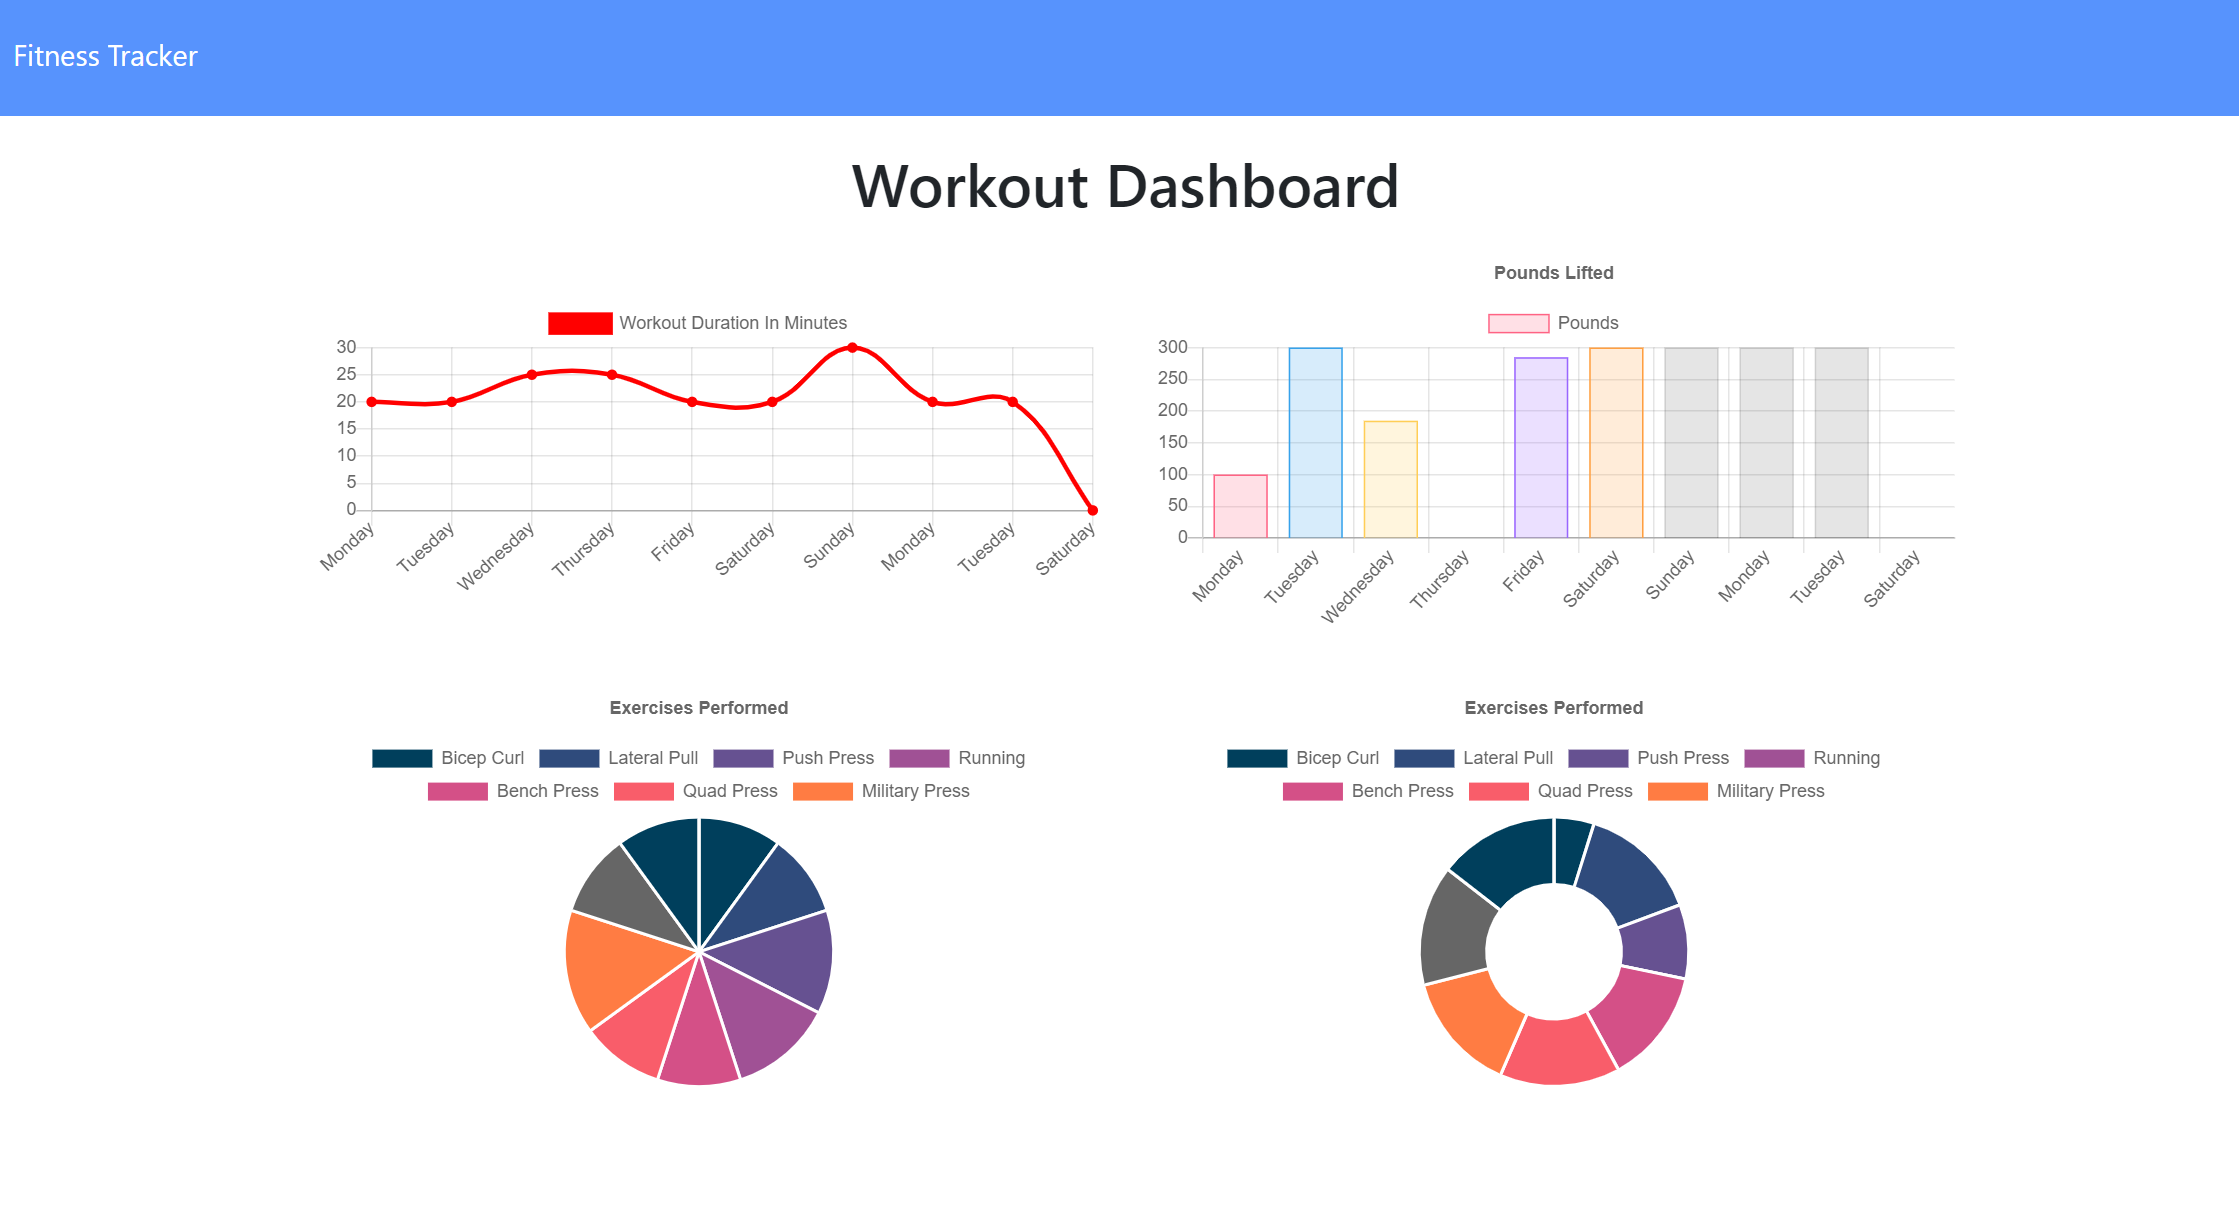 Fitness Tracker
Workout Dashboard
Workout Duration In Minutes
30
25
20
15
10
5
0
Monday Tuesday Wednesday Thursday Friday Saturday Sunday Monday Tuesday Saturday
Pounds Lifted
Pounds
300
250
200
150
100
50
0
Monday Tuesday Wednesday Thursday Friday Saturday Sunday Monday Tuesday Saturday
Exercises Performed
Bicep Curl Lateral Pull Push Press Running
Bench Press Quad Press Military Press
Exercises Performed
Bicep Curl Lateral Pull Push Press Running
Bench Press Quad Press Military Press